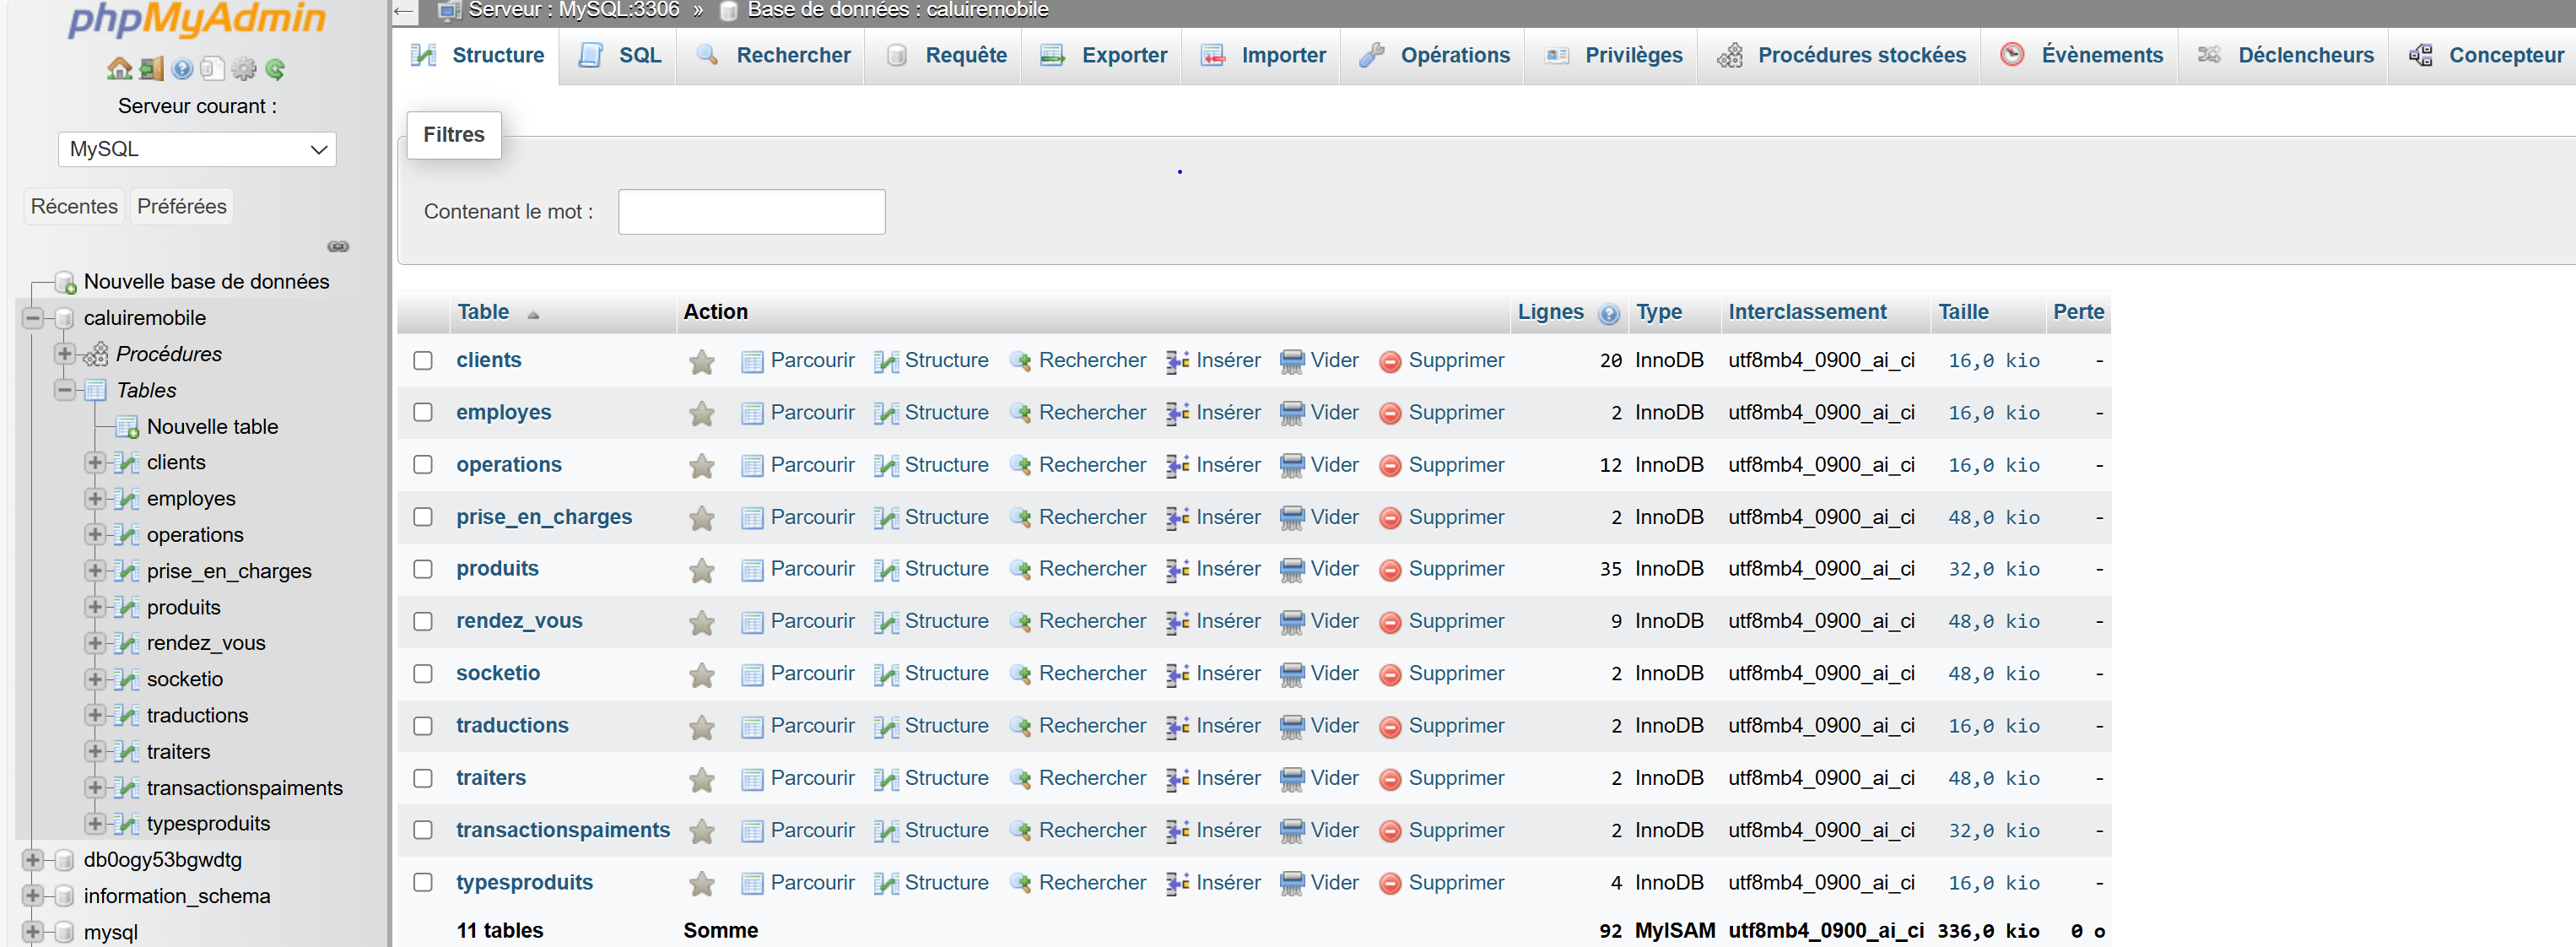 phpMyAdmin
Serveur courant :
MySQL
Récentes Préférées
Nouvelle base de données
caluiremobile
Procédures
Tables
Nouvelle table
clients
employes
operations
prise_en_charges
produits
rendez_vous
socketio
traductions
traiters
transactionspaiments
typesproduits
db0ogy53bgwdtg
information_schema
mysql
Serveur : MySQL:3306 » Base de données : caluiremobile
Structure SQL Rechercher Requête Exporter Importer Opérations Privilèges Procédures stockées Évènements Déclencheurs Concepteur
Filtres
Contenant le mot :
Table Action Lignes Type Interclassement Taille Perte
clients Parcourir Structure Rechercher Insérer Vider Supprimer 20 InnoDB utf8mb4_0900_ai_ci 16,0 kio -
employes Parcourir Structure Rechercher Insérer Vider Supprimer 2 InnoDB utf8mb4_0900_ai_ci 16,0 kio -
operations Parcourir Structure Rechercher Insérer Vider Supprimer 12 InnoDB utf8mb4_0900_ai_ci 16,0 kio -
prise_en_charges Parcourir Structure Rechercher Insérer Vider Supprimer 2 InnoDB utf8mb4_0900_ai_ci 48,0 kio -
produits Parcourir Structure Rechercher Insérer Vider Supprimer 35 InnoDB utf8mb4_0900_ai_ci 32,0 kio -
rendez_vous Parcourir Structure Rechercher Insérer Vider Supprimer 9 InnoDB utf8mb4_0900_ai_ci 48,0 kio -
socketio Parcourir Structure Rechercher Insérer Vider Supprimer 2 InnoDB utf8mb4_0900_ai_ci 48,0 kio -
traductions Parcourir Structure Rechercher Insérer Vider Supprimer 2 InnoDB utf8mb4_0900_ai_ci 16,0 kio -
traiters Parcourir Structure Rechercher Insérer Vider Supprimer 2 InnoDB utf8mb4_0900_ai_ci 48,0 kio -
transactionspaiments Parcourir Structure Rechercher Insérer Vider Supprimer 2 InnoDB utf8mb4_0900_ai_ci 32,0 kio -
typesproduits Parcourir Structure Rechercher Insérer Vider Supprimer 4 InnoDB utf8mb4_0900_ai_ci 16,0 kio -
11 tables Somme 92 MyISAM utf8mb4_0900_ai_ci 336,0 kio 0 o